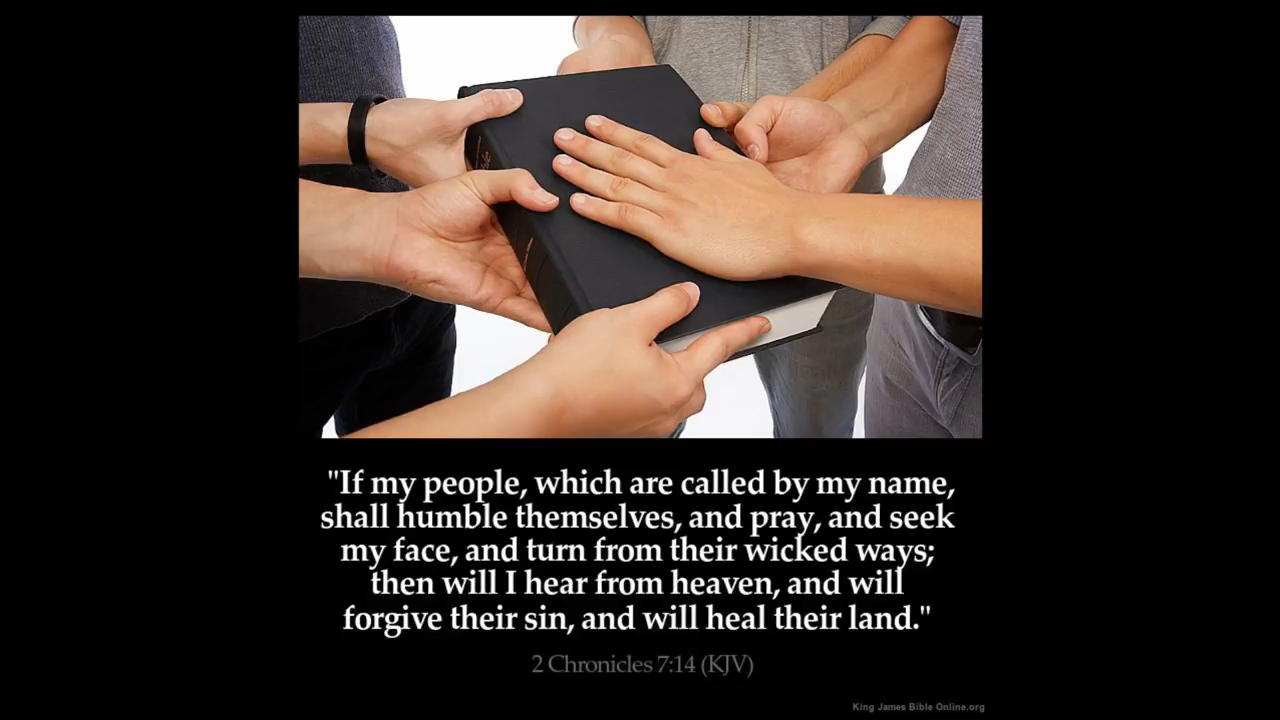 "If my people, which are called by my name,
shall humble themselves, and pray, and seek
my face, and turn from their wicked ways;
then will I hear from heaven, and will
forgive their sin, and will heal their land."
2 Chronicles 7:14 (KJV)
King James Bible Online.org